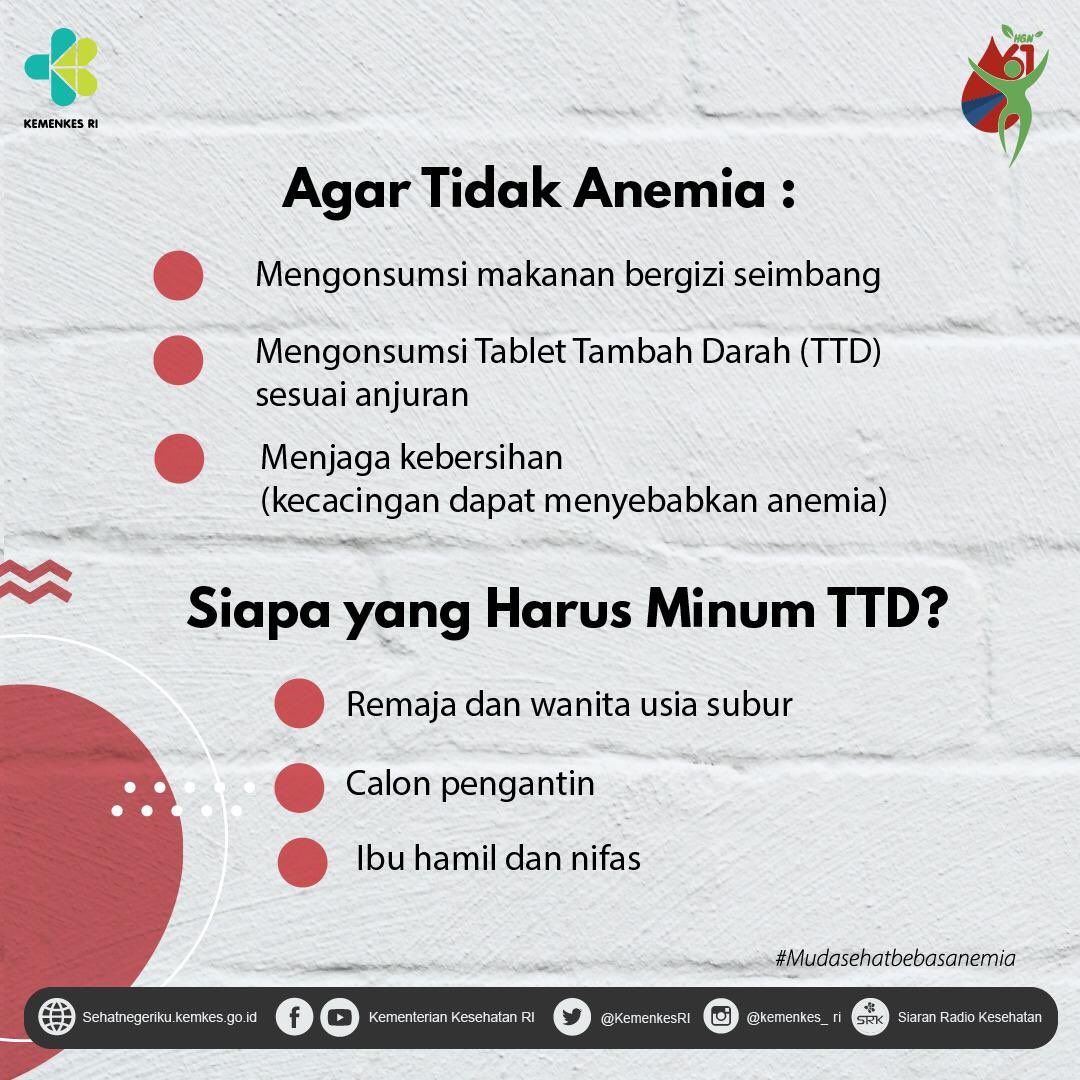 KEMENKES RI
HGN
61
Agar Tidak Anemia :
Mengonsumsi makanan bergizi seimbang
Mengonsumsi Tablet Tambah Darah (TTD)
sesuai anjuran
Menjaga kebersihan
(kecacingan dapat menyebabkan anemia)
Siapa yang Harus Minum TTD?
Remaja dan wanita usia subur
Calon pengantin
Ibu hamil dan nifas
#Mudasehatbebasanemia
Sehatnegeriku.kemkes.go.id Kementerian Kesehatan RI @KemenkesRI @kemenkes_ ri SRK Siaran Radio Kesehatan